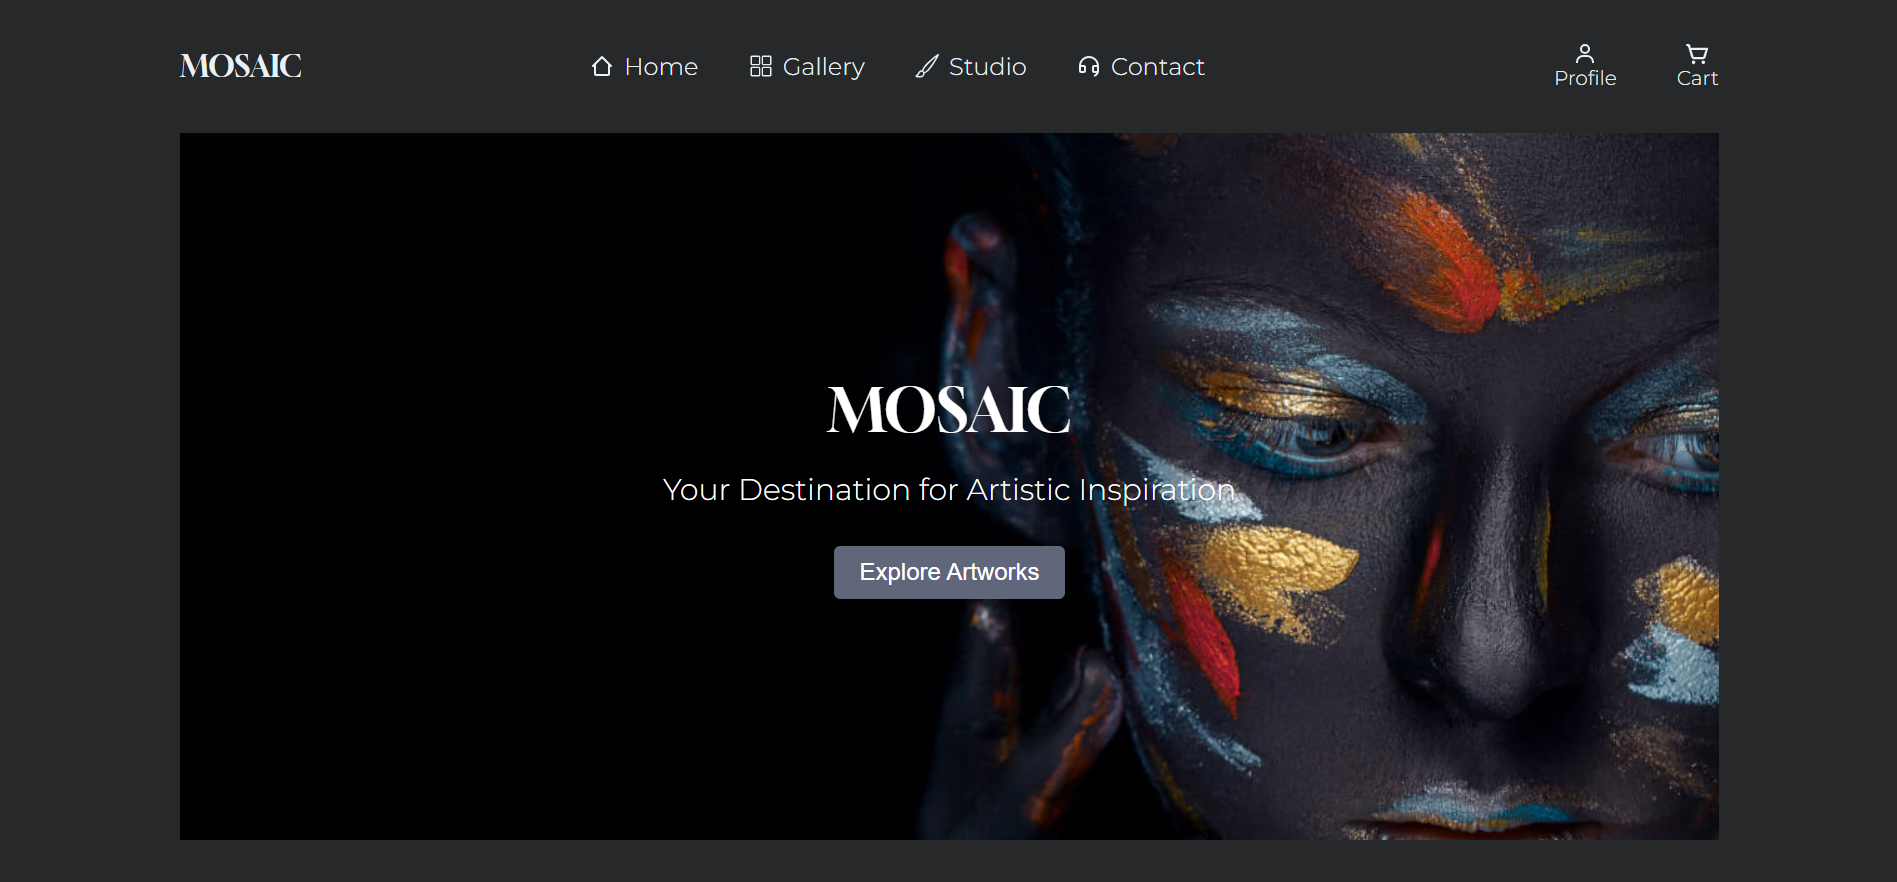 MOSAIC
Home Gallery Studio Contact
Profile Cart
MOSAIC
Your Destination for Artistic Inspiration
Explore Artworks